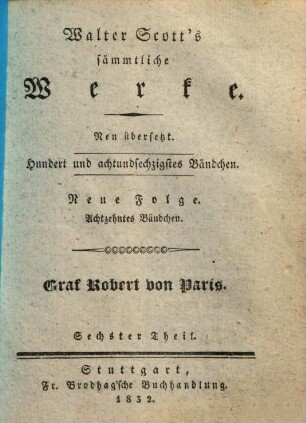 Walter Scott's
sämmtliche
Werke.
Neu übersetzt.
Hundert und achtundsechzigstes Bändchen.
Neue Folge.
Achtzehntes Bändchen.
Graf Robert von Paris.
Sechster Theil.
Stuttgart,
Fr. Brodhag'sche Buchhandlung.
1832.